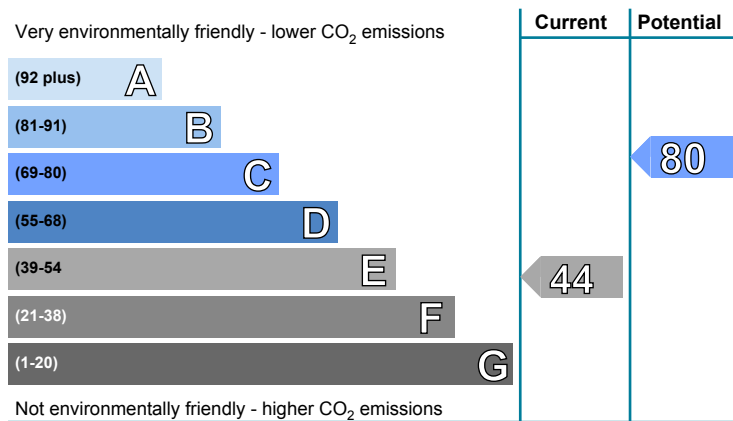 Current Potential
Very environmentally friendly - lower CO2 emissions
(92 plus) A
(81-91) B
(69-80) C
80
(55-68) D
(39-54 E
44
(21-38) F
(1-20) G
Not environmentally friendly - higher CO2 emissions